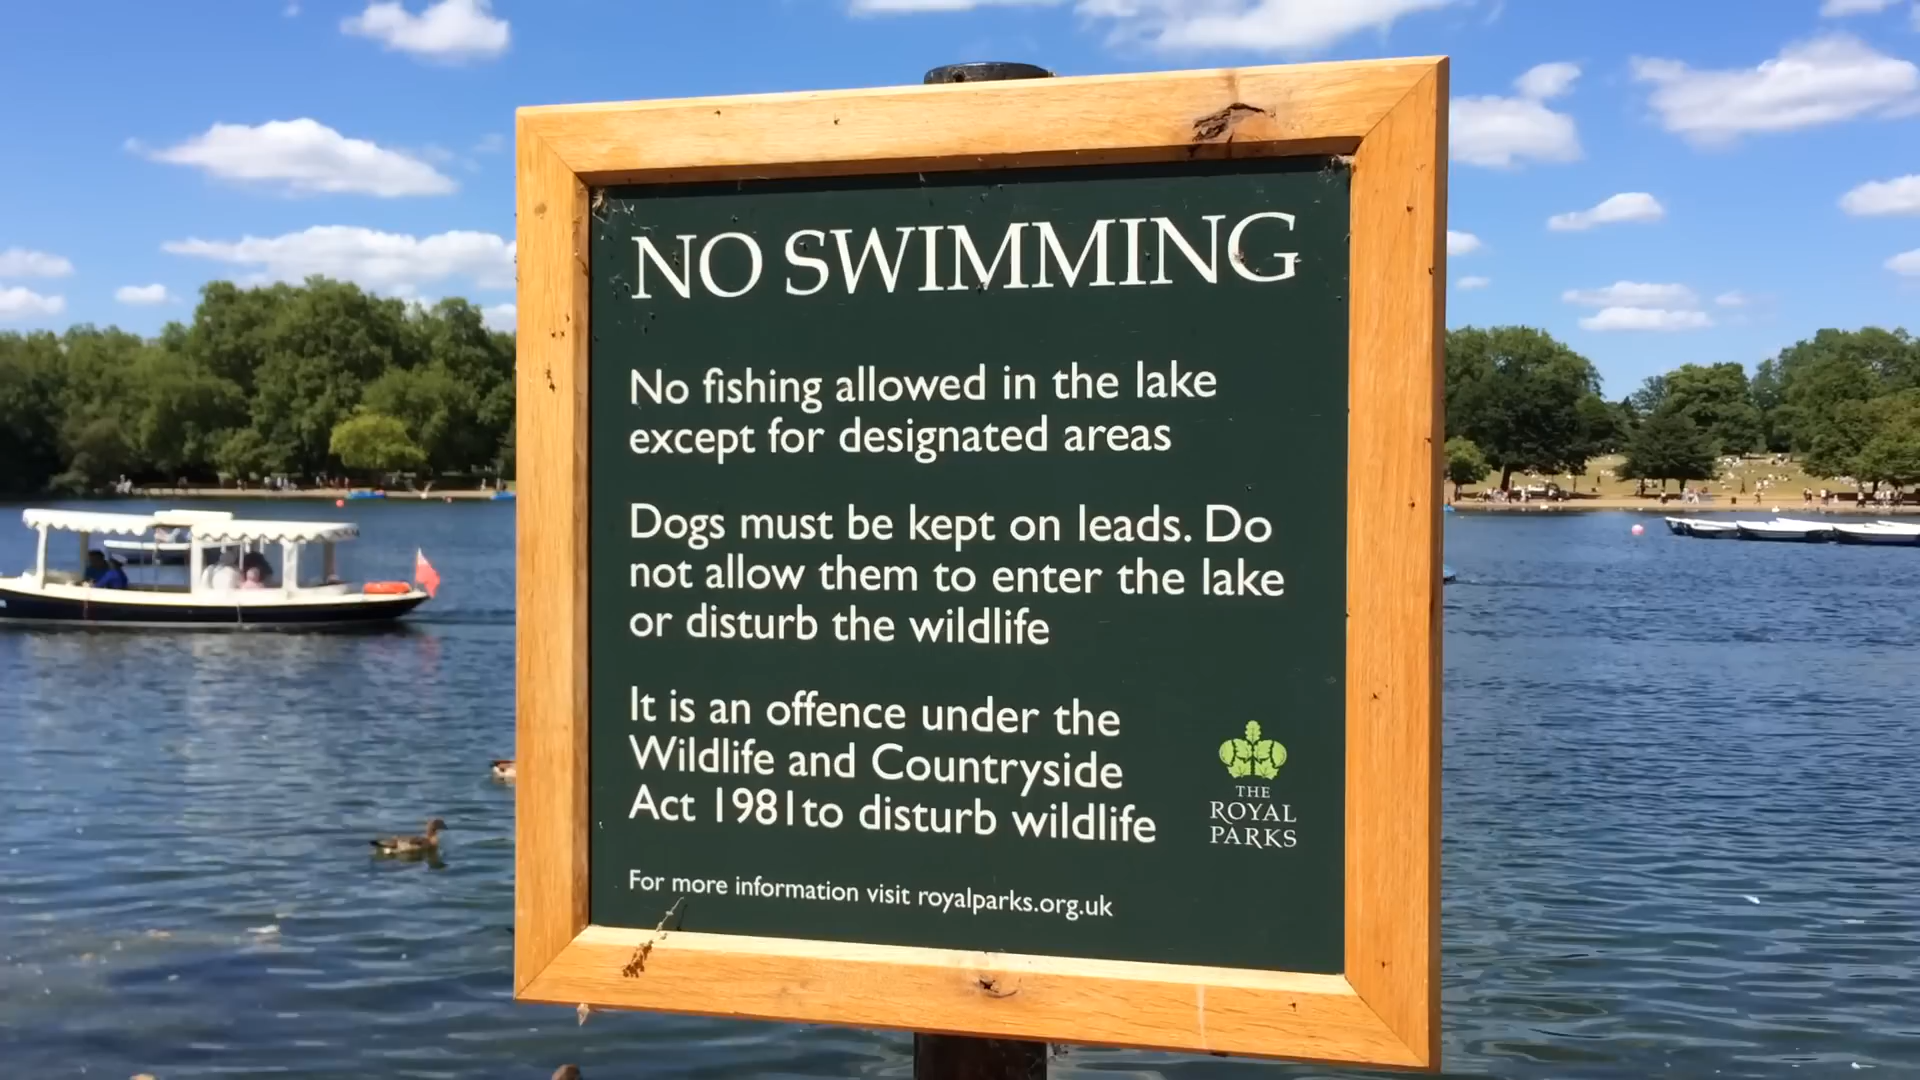 NO SWIMMING
No fishing allowed in the lake
except for designated areas
Dogs must be kept on leads. Do
not allow them to enter the lake
or disturb the wildlife
It is an offence under the
Wildlife and Countryside
Act 1981to disturb wildlife
THE
ROYAL
PARKS
For more information visit royalparks.org.uk